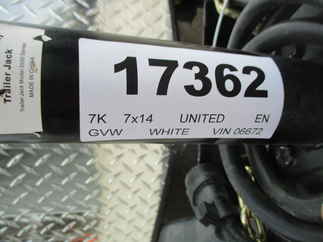 17362
7K 7x14 UNITED EN
GVW WHITE VIN 06672
Trailer Jack
MADE IN CHINA